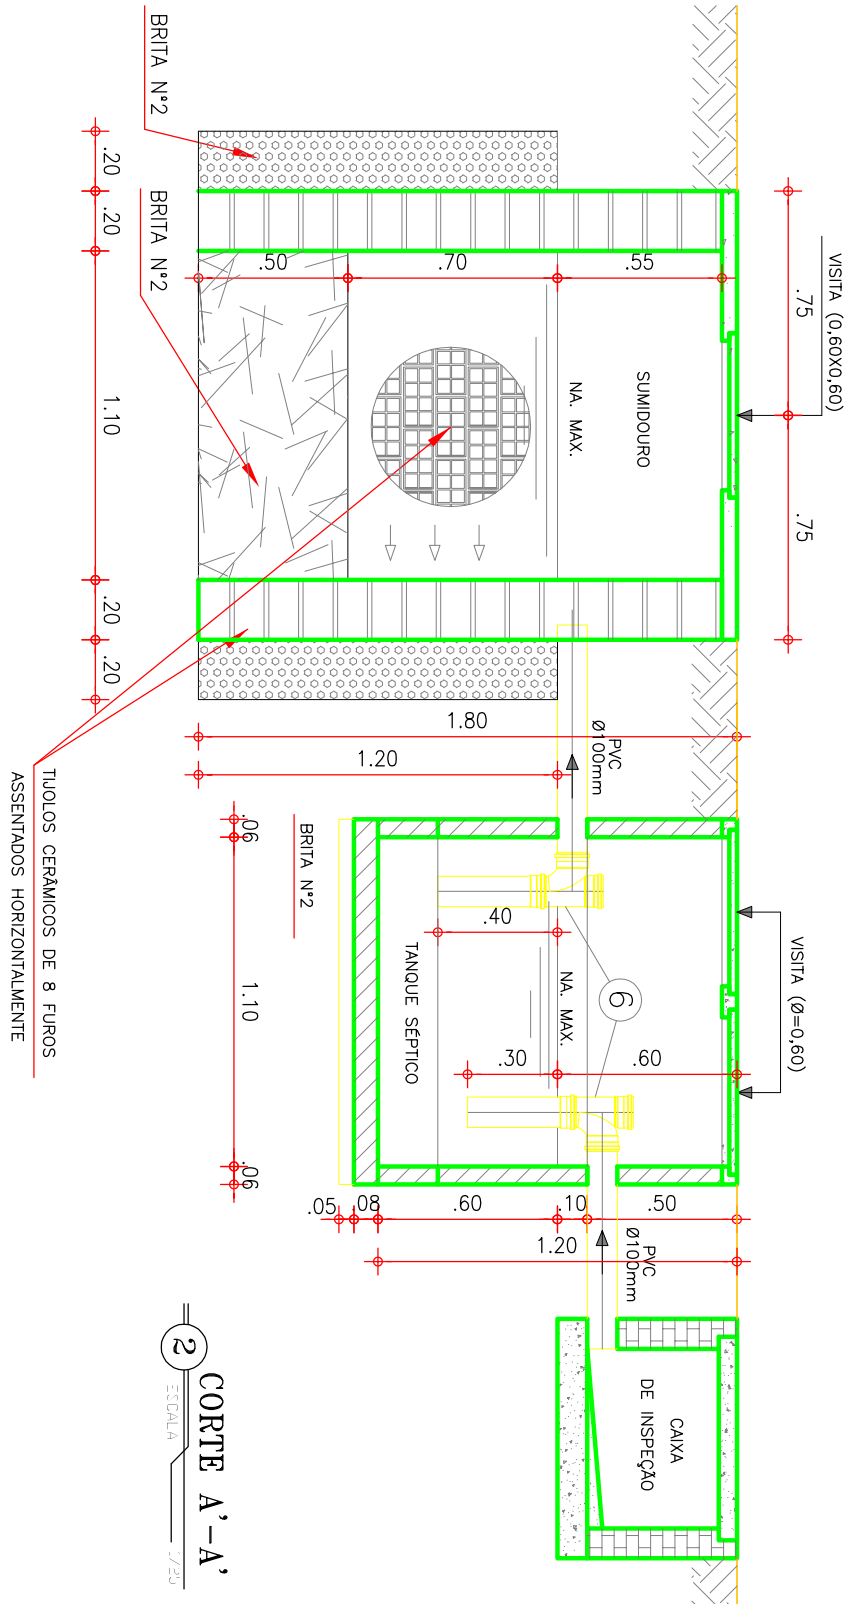 BRITA N°2
BRITA N°2
.20
.20
1.10
.20
.20
VISITA (0,60X0,60)
.75
.75
.50
.70
.55
SUMIDOURO
NA. MAX.
1.80
1.20
PVC
Ø100mm
TIJOLOS CERÂMICOS DE 8 FUROS
ASSENTADOS HORIZONTALMENTE
BRITA N°2
.06
1.10
.06
.40
TANQUE SÉPTICO
NA. MAX.
6
.30
.60
VISITA (Ø=0,60)
.05
.08
.60
.10
.50
1.20
PVC
Ø100mm
CAIXA
DE INSPEÇÃO
2
CORTE A'-A'
ESCALA
1/25